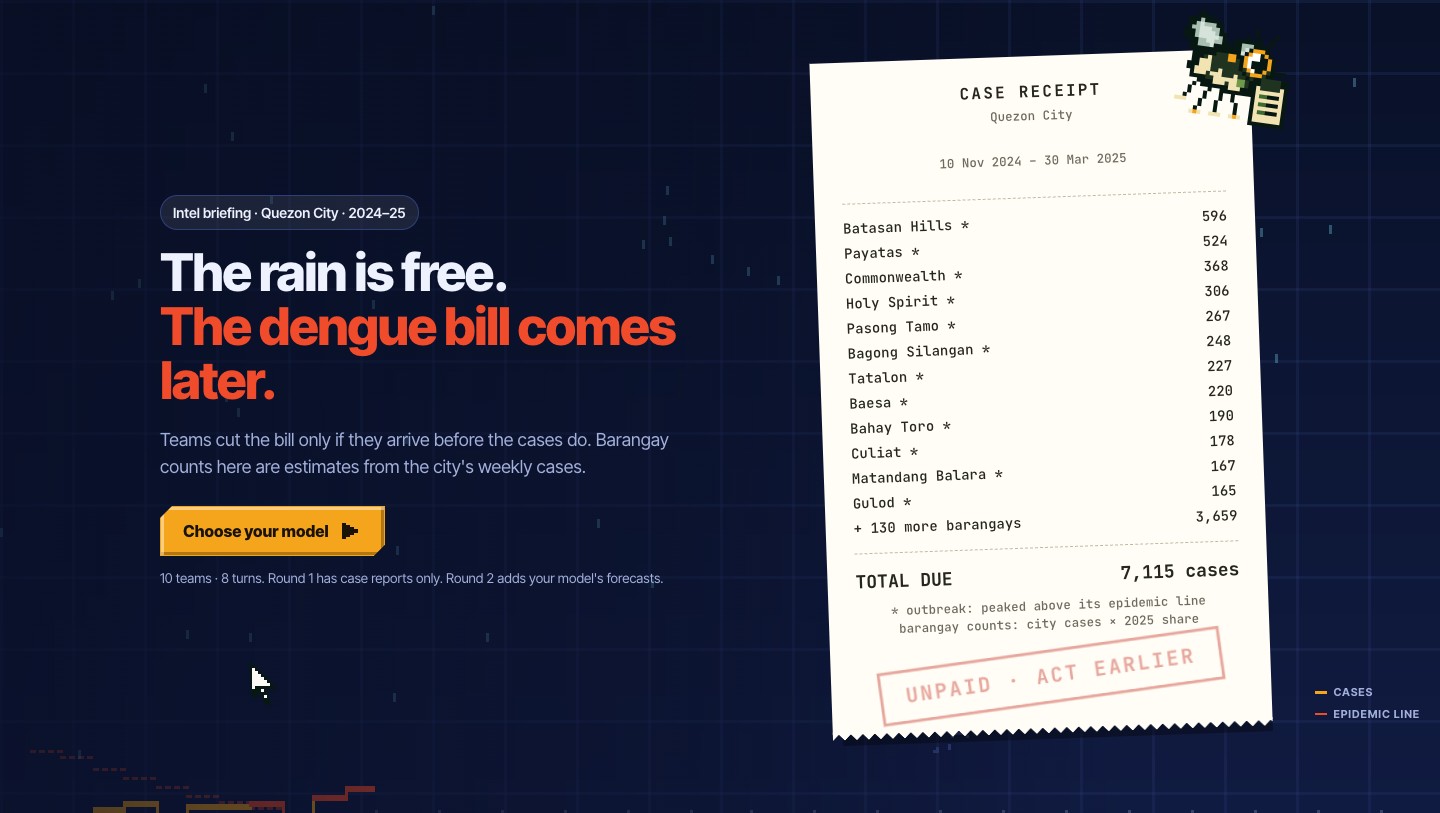 Intel briefing · Quezon City · 2024–25
The rain is free.
The dengue bill comes
later.
Teams cut the bill only if they arrive before the cases do. Barangay
counts here are estimates from the city's weekly cases.
Choose your model
10 teams · 8 turns. Round 1 has case reports only. Round 2 adds your model's forecasts.
CASE RECEIPT
Quezon City
10 Nov 2024 – 30 Mar 2025
Batasan Hills * 596
Payatas * 524
Commonwealth * 368
Holy Spirit * 306
Pasong Tamo * 267
Bagong Silangan * 248
Tatalon * 227
Baesa * 220
Bahay Toro * 190
Culiat * 178
Matandang Balara * 167
Gulod * 165
+ 130 more barangays 3,659
TOTAL DUE 7,115 cases
* outbreak: peaked above its epidemic line
barangay counts: city cases × 2025 share
UNPAID · ACT EARLIER
CASES
EPIDEMIC LINE